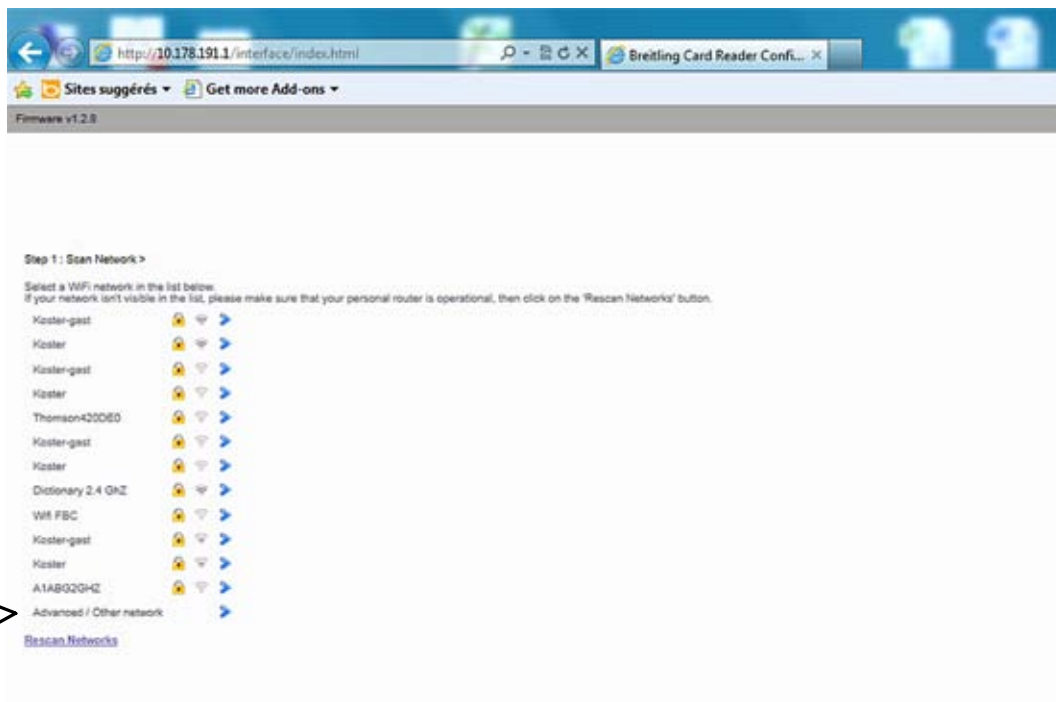 http://10.178.191.1/interface/index.html
Breitling Card Reader Confi...
Sites suggérés
Get more Add-ons
Firmware v1.2.8
Step 1 : Scan Network >
Select a WiFi network in the list below.
If your network isn't visible in the list, please make sure that your personal router is operational, then click on the 'Rescan Networks' button.
Koster-gast
Koster
Koster-gast
Koster
Thomson420DE0
Koster-gast
Koster
Dictionary 2.4 GhZ
Wifi FBC
Koster-gast
Koster
A1ABG2GHZ
> Advanced / Other network
Rescan Networks